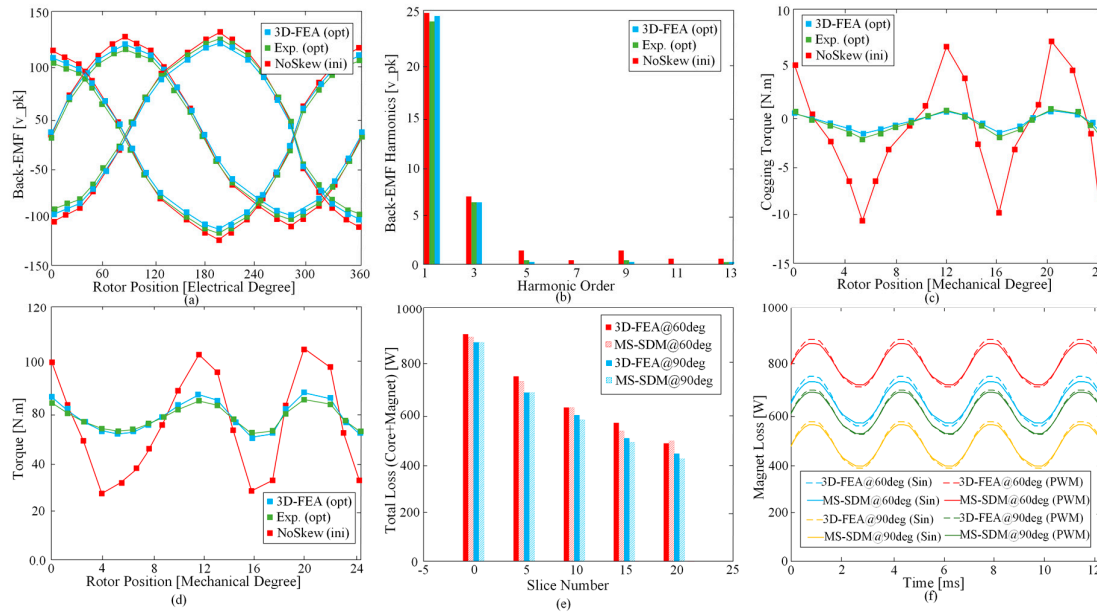 150
100
50
-50
-100
-150
Back-EMF [v_pk]
3D-FEA (opt)
Exp. (opt)
NoSkew (ini)
0 60 120 180 240 300 360
Rotor Position [Electrical Degree]
(a)
25
20
15
10
5
0
Back-EMF Harmonics [v_pk]
3D-FEA (opt)
Exp. (opt)
NoSkew (ini)
1 3 5 7 9 11 13
Harmonic Order
(b)
10
5
0
-5
-10
-15
Cogging Torque [N.m]
3D-FEA (opt)
Exp. (opt)
NoSkew (ini)
0 4 8 12 16 20 24
Rotor Position [Mechanical Degree]
(c)
120
100
80
60
40
20
0.0
Torque [N.m]
3D-FEA (opt)
Exp. (opt)
NoSkew (ini)
0 4 8 12 16 20 24
Rotor Position [Mechanical Degree]
(d)
800
600
400
200
0
Total Loss (Core+Magnet) [W]
3D-FEA@60deg
MS-SDM@60deg
3D-FEA@90deg
MS-SDM@90deg
-5 0 5 10 15 20 25
Slice Number
(e)
800
600
400
200
1000
Magnet Loss [W]
3D-FEA@60deg (Sin)
MS-SDM@60deg (Sin)
3D-FEA@90deg (Sin)
MS-SDM@90deg (Sin)
3D-FEA@60deg (PWM)
MS-SDM@60deg (PWM)
3D-FEA@90deg (PWM)
MS-SDM@90deg (PWM)
0 2 4 6 8 10 12
Time [ms]
(f)